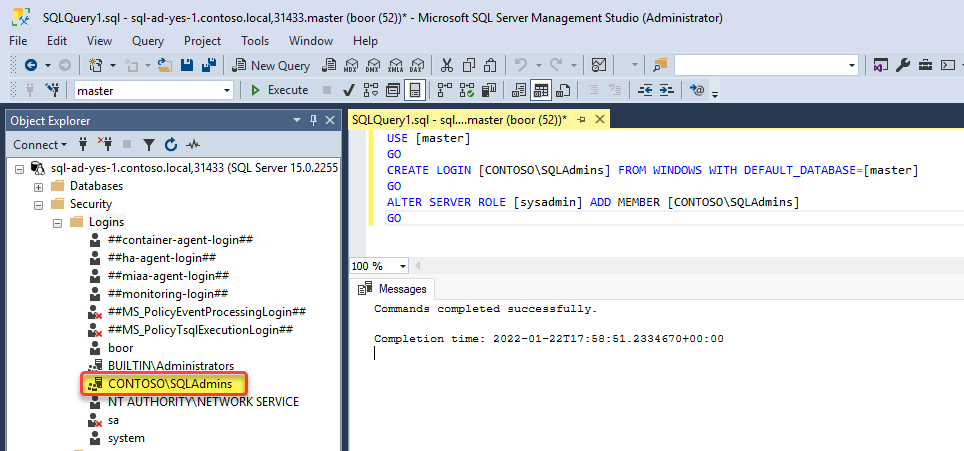 SQLQuery1.sql - sql-ad-yes-1.contoso.local,31433.master (boor (52))* - Microsoft SQL Server Management Studio (Administrator)
File Edit View Query Project Tools Window Help
New Query MDX DMX XMLA DAX
master Execute
Object Explorer
Connect
sql-ad-yes-1.contoso.local,31433 (SQL Server 15.0.2255
Databases
Security
Logins
##container-agent-login##
##ha-agent-login##
##miaa-agent-login##
##monitoring-login##
##MS_PolicyEventProcessingLogin##
##MS_PolicyTsqlExecutionLogin##
boor
BUILTIN\Administrators
CONTOSO\SQLAdmins
NT AUTHORITY\NETWORK SERVICE
sa
system
SQLQuery1.sql - sql....master (boor (52))*
USE [master]
GO
CREATE LOGIN [CONTOSO\SQLAdmins] FROM WINDOWS WITH DEFAULT_DATABASE=[master]
GO
ALTER SERVER ROLE [sysadmin] ADD MEMBER [CONTOSO\SQLAdmins]
GO
100 %
Messages
Commands completed successfully.
Completion time: 2022-01-22T17:58:51.2334670+00:00